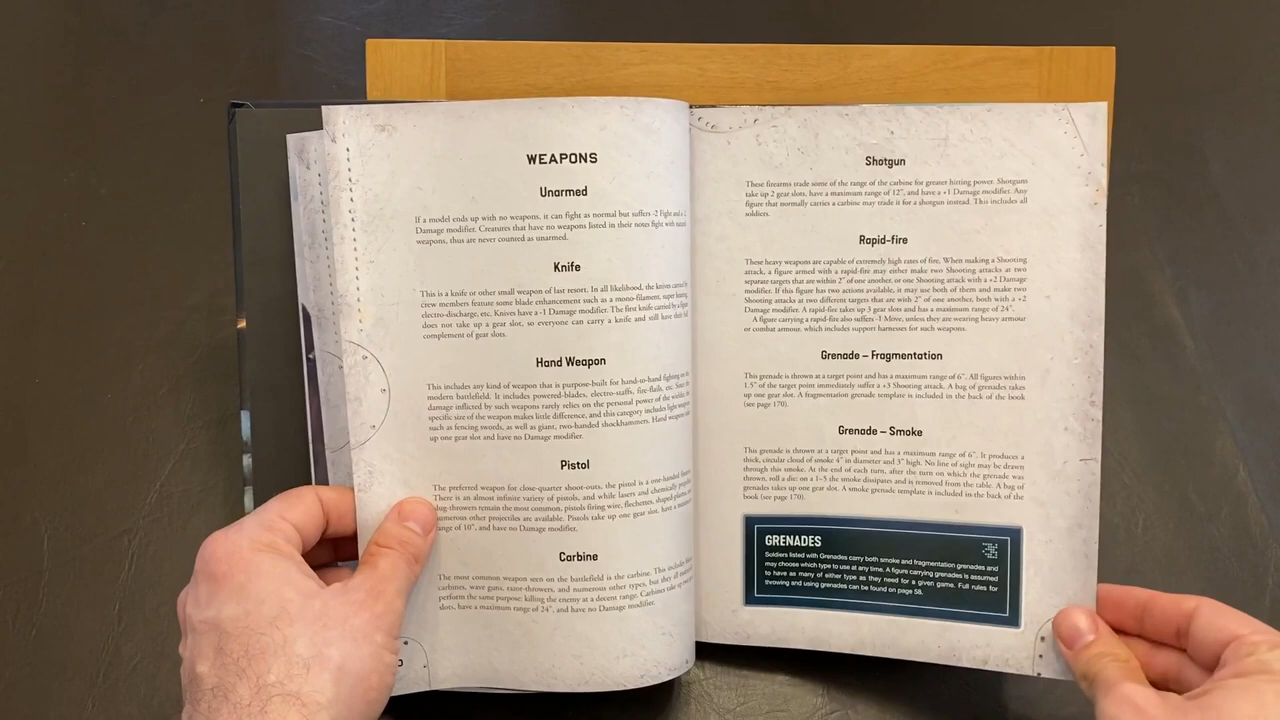 WEAPONS
Unarmed
If a model ends up with no weapons, it can fight as normal but suffers -2 Fight and
Damage modifier. Creatures that have no weapons listed in their notes fight with
weapons, thus are never counted as unarmed.
Knife
This is a knife or other small weapon of last resort. In all likelihood, the knives carried by
crew members feature some blade enhancement such as a mono-filament, super heating,
electro-discharge, etc. Knives have a -1 Damage modifier. The first knife carried by a figure
does not take up a gear slot, so everyone can carry a knife and still have their full
complement of gear slots.
Hand Weapon
This includes any kind of weapon that is purpose-built for hand-to-hand fighting on the
modern battlefield. It includes powered-blades, electro-staffs, fire-flails, etc. Since the
damage inflicted by such weapons rarely relies on the personal power of the wielder, the
specific size of the weapon makes little difference, and this category includes light weapons
such as fencing swords, as well as giant, two-handed shockhammers. Hand weapons
up one gear slot and have no Damage modifier.
Pistol
The preferred weapon for close-quarter shoot-outs, the pistol is a one-handed
There is an almost infinite variety of pistols, and while lasers and chemically
slug-throwers remain the most common, pistols firing wire, flechettes, shaped-plasma,
numerous other projectiles are available. Pistols take up one gear slot, have a maximum
range of 10", and have no Damage modifier.
Carbine
The most common weapon seen on the battlefield is the carbine. This includes
carbines, wave guns, razor-throwers, and numerous other types, but they all
perform the same purpose: killing the enemy at a decent range. Carbines take up
slots, have a maximum range of 24", and have no Damage modifier.
Shotgun
These firearms trade some of the range of the carbine for greater hitting power. Shotguns
take up 2 gear slots, have a maximum range of 12", and have a +1 Damage modifier. Any
figure that normally carries a carbine may trade it for a shotgun instead. This includes all
soldiers.
Rapid-fire
These heavy weapons are capable of extremely high rates of fire. When making a Shooting
attack, a figure armed with a rapid-fire may either make two Shooting attacks at two
separate targets that are within 2" of one another, or one Shooting attack with a +2 Damage
modifier. If this figure has two actions available, it may use both of them and make two
Shooting attacks at two different targets that are with 2" of one another, both with a +2
Damage modifier. A rapid-fire takes up 3 gear slots and has a maximum range of 24".
A figure carrying a rapid-fire also suffers -1 Move, unless they are wearing heavy armour
or combat armour, which includes support harnesses for such weapons.
Grenade – Fragmentation
This grenade is thrown at a target point and has a maximum range of 6". All figures within
1.5" of the target point immediately suffer a +3 Shooting attack. A bag of grenades takes
up one gear slot. A fragmentation grenade template is included in the back of the book
(see page 170).
Grenade – Smoke
This grenade is thrown at a target point and has a maximum range of 6". It produces a
thick, circular cloud of smoke 4" in diameter and 3" high. No line of sight may be drawn
through this smoke. At the end of each turn, after the turn on which the grenade was
thrown, roll a die: on a 1–5 the smoke dissipates and is removed from the table. A bag of
grenades takes up one gear slot. A smoke grenade template is included in the back of the
book (see page 170).
GRENADES
Soldiers listed with Grenades carry both smoke and fragmentation grenades and
may choose which type to use at any time. A figure carrying grenades is assumed
to have as many of either type as they need for a given game. Full rules for
throwing and using grenades can be found on page 58.